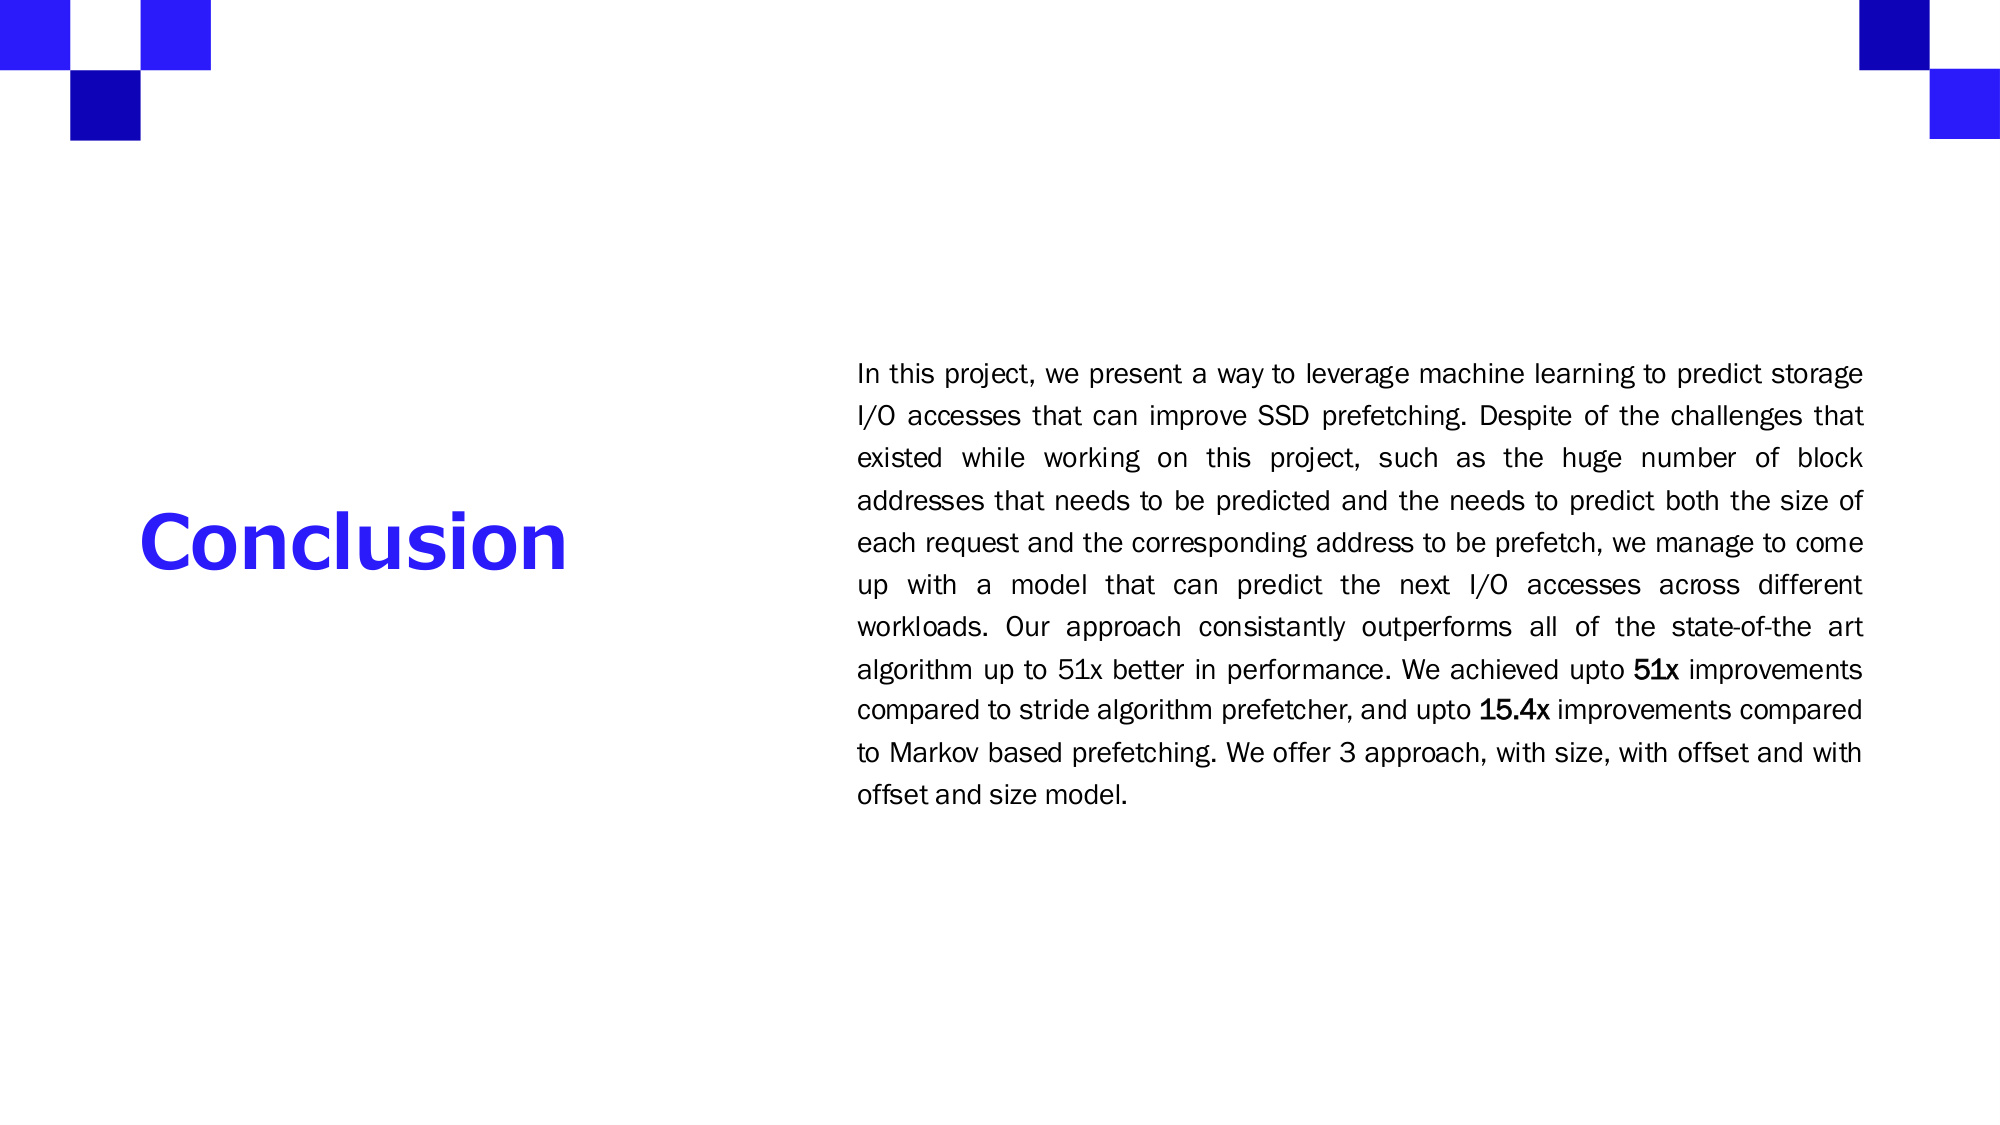 Conclusion
In this project, we present a way to leverage machine learning to predict storage
I/O accesses that can improve SSD prefetching. Despite of the challenges that
existed while working on this project, such as the huge number of block
addresses that needs to be predicted and the needs to predict both the size of
each request and the corresponding address to be prefetch, we manage to come
up with a model that can predict the next I/O accesses across different
workloads. Our approach consistantly outperforms all of the state-of-the art
algorithm up to 51x better in performance. We achieved upto 51x improvements
compared to stride algorithm prefetcher, and upto 15.4x improvements compared
to Markov based prefetching. We offer 3 approach, with size, with offset and with
offset and size model.